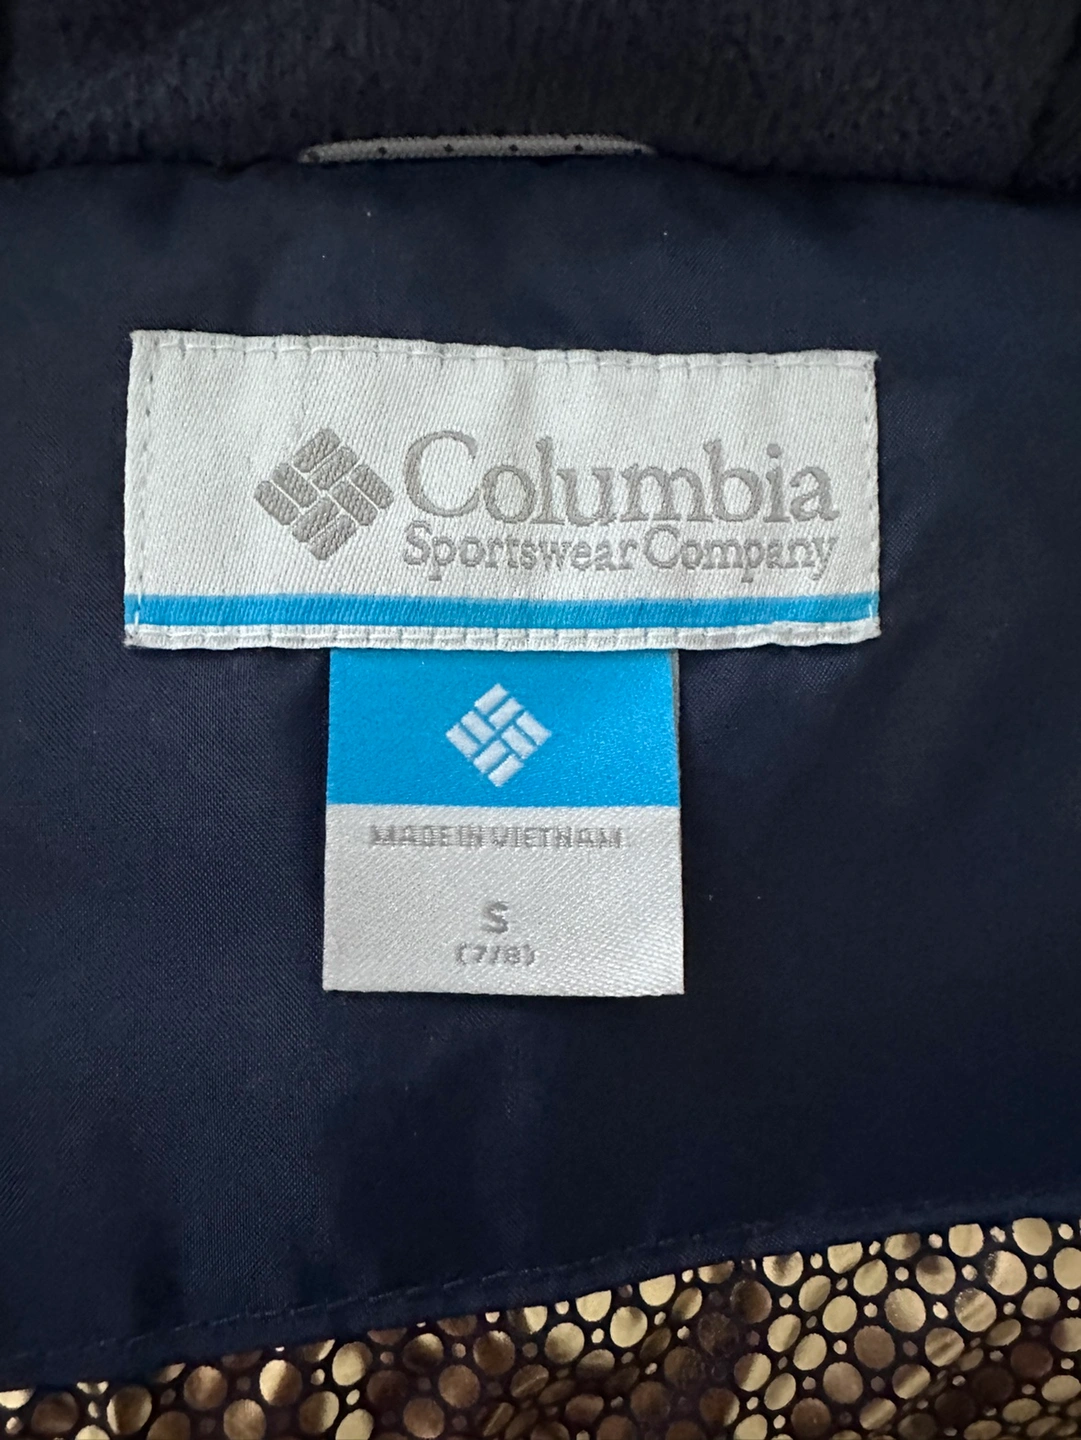 Columbia
Sportswear Company
MADE IN VIETNAM
S
(7/8)